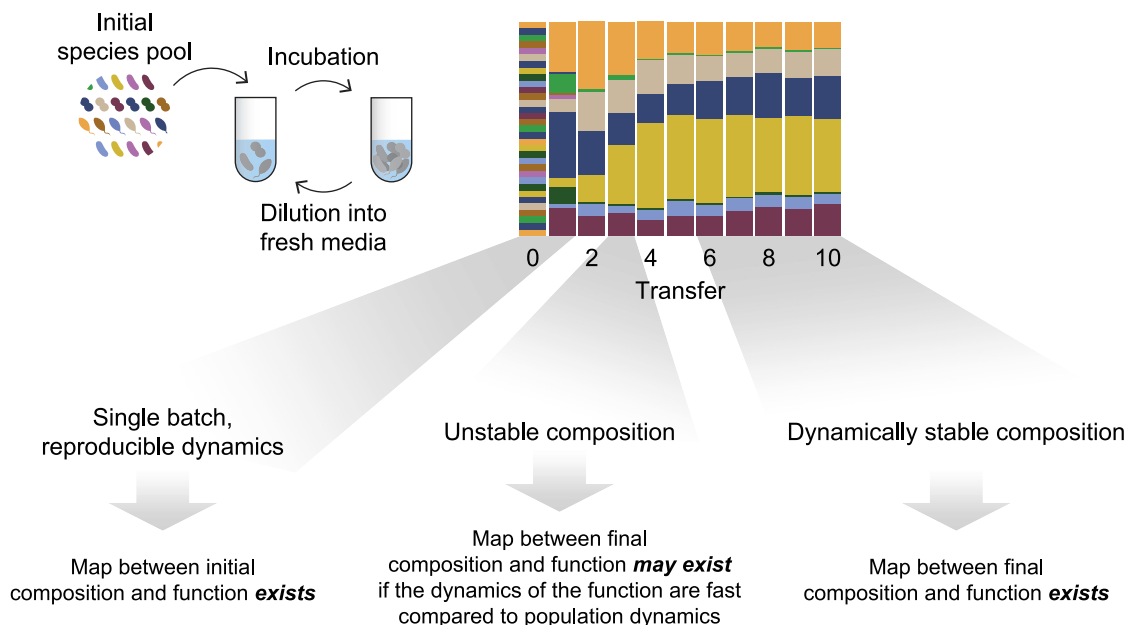 Initial
species pool
Incubation
Dilution into
fresh media
0 2 4 6 8 10
Transfer
Single batch,
reproducible dynamics
Unstable composition
Dynamically stable composition
Map between initial
composition and function exists
Map between final
composition and function may exist
if the dynamics of the function are fast
compared to population dynamics
Map between final
composition and function exists